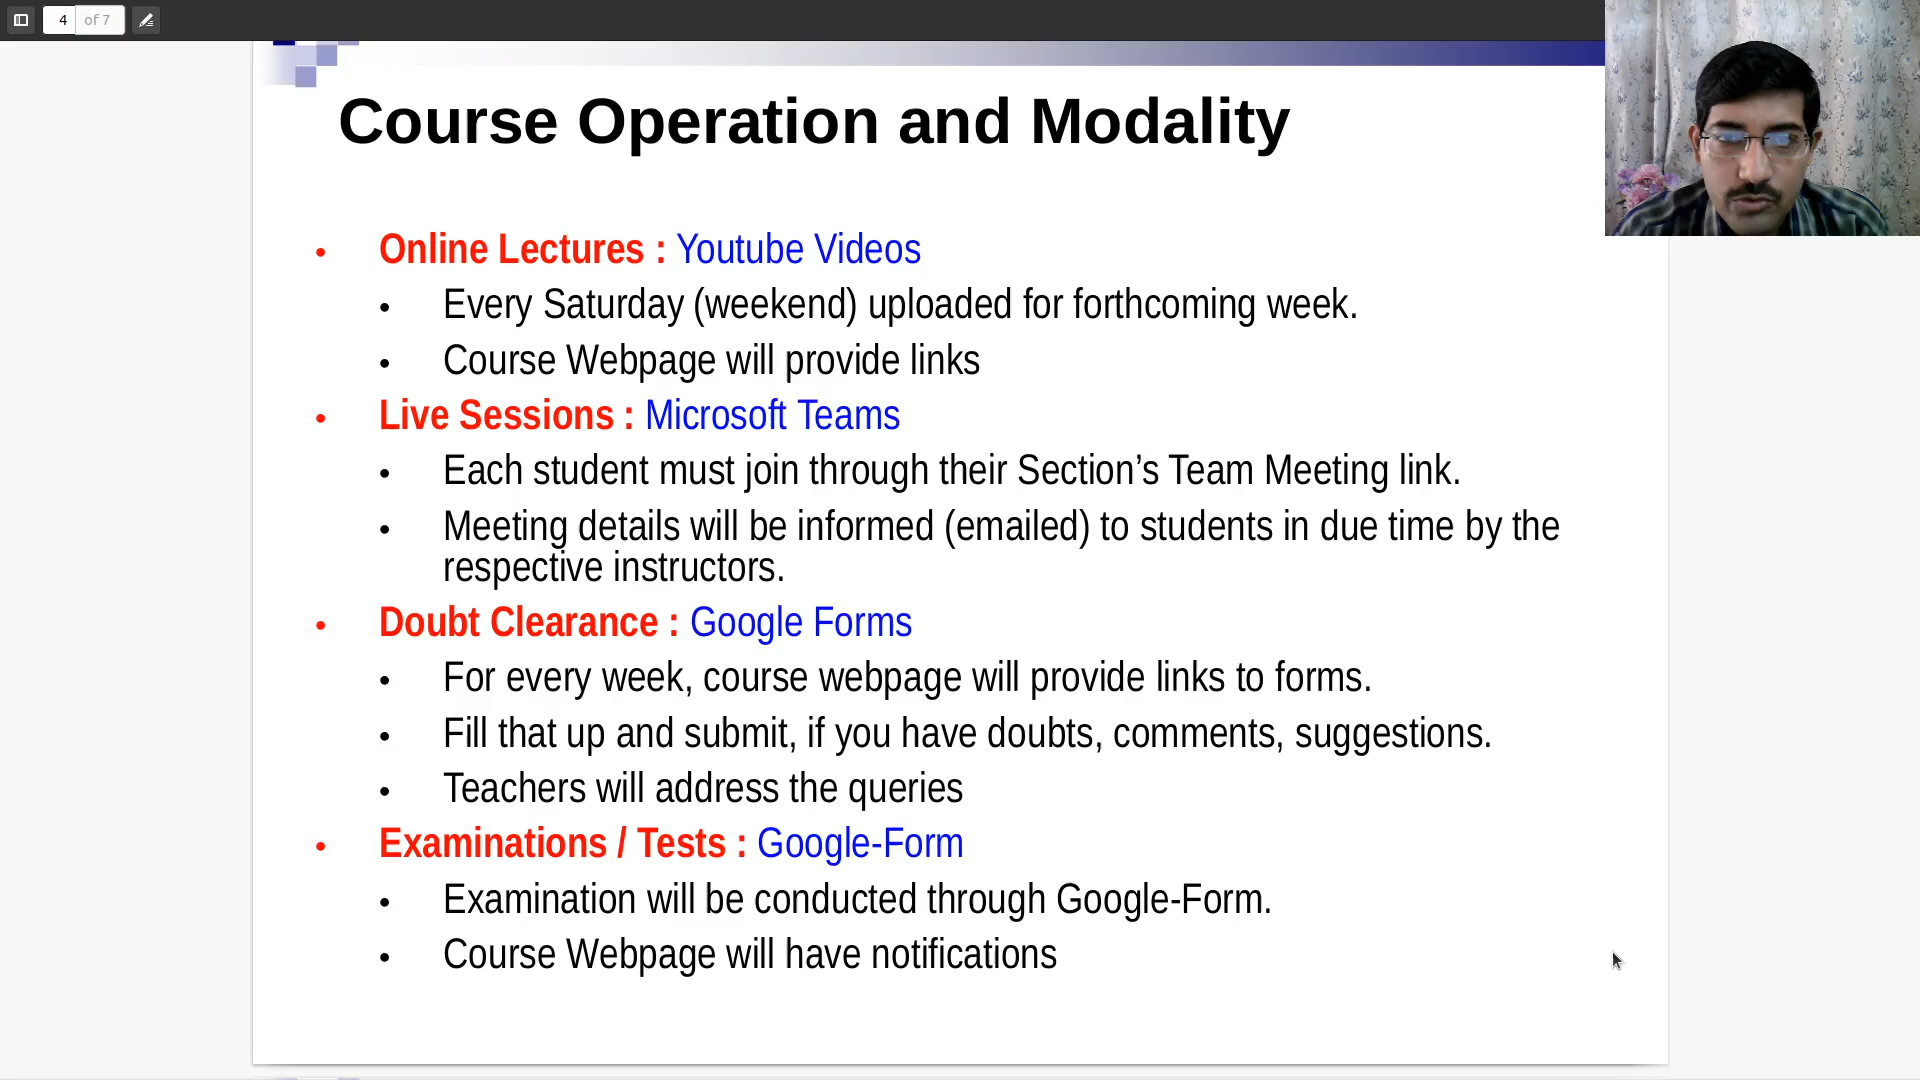 4 of 7
Course Operation and Modality
• Online Lectures : Youtube Videos
• Every Saturday (weekend) uploaded for forthcoming week.
• Course Webpage will provide links
• Live Sessions : Microsoft Teams
• Each student must join through their Section’s Team Meeting link.
• Meeting details will be informed (emailed) to students in due time by the
respective instructors.
• Doubt Clearance : Google Forms
• For every week, course webpage will provide links to forms.
• Fill that up and submit, if you have doubts, comments, suggestions.
• Teachers will address the queries
• Examinations / Tests : Google-Form
• Examination will be conducted through Google-Form.
• Course Webpage will have notifications